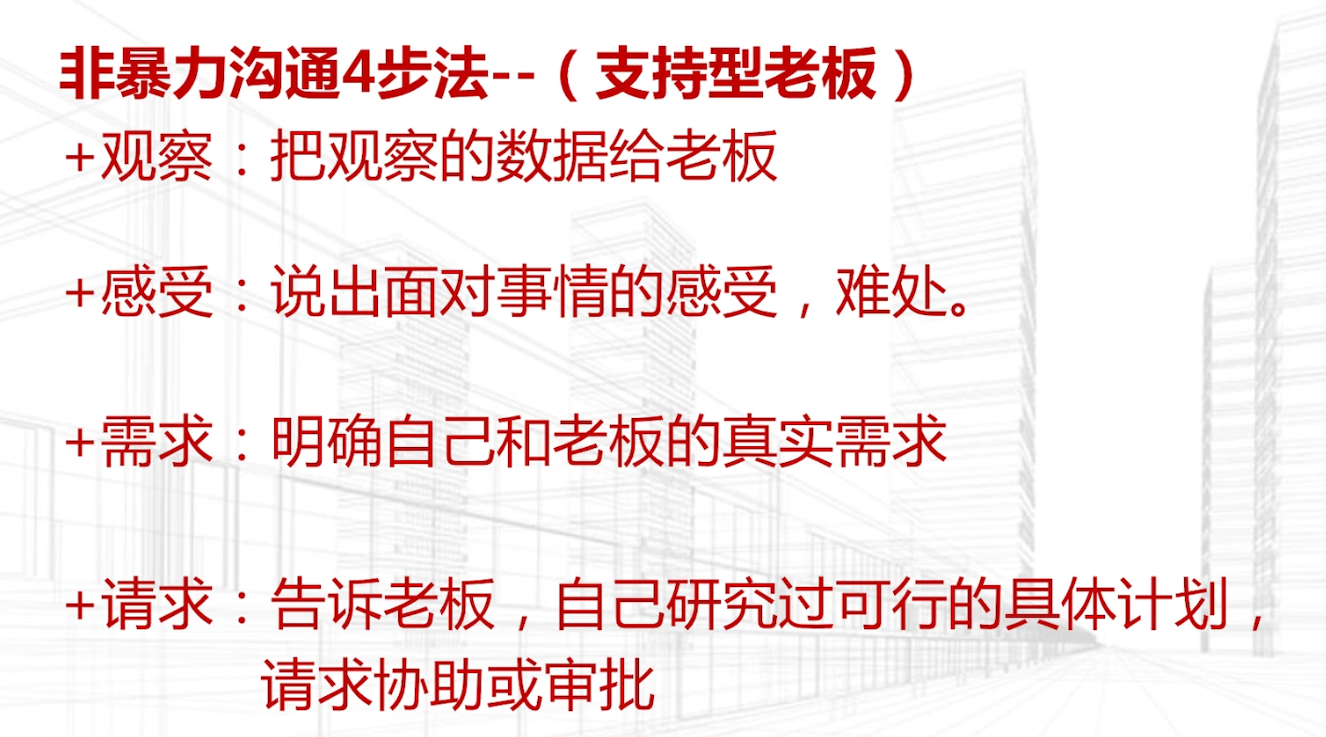 非暴力沟通4步法--（支持型老板）
+观察：把观察的数据给老板
+感受：说出面对事情的感受，难处。
+需求：明确自己和老板的真实需求
+请求：告诉老板，自己研究过可行的具体计划，
请求协助或审批